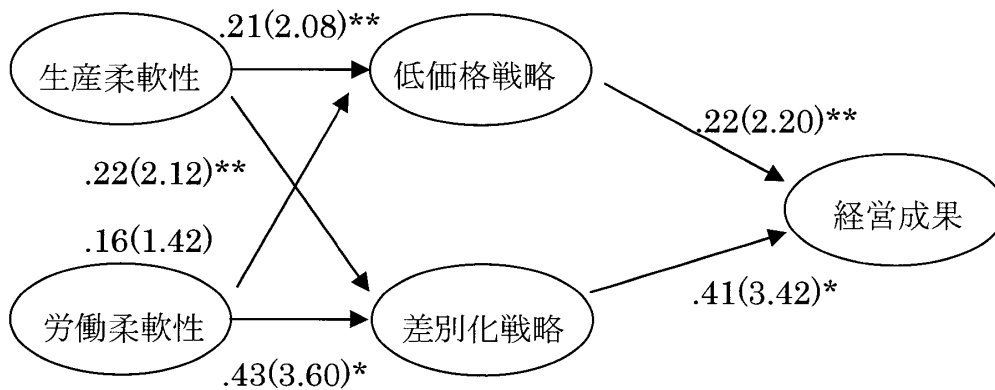 .21(2.08)**
生産柔軟性
低価格戦略
.22(2.20)**
.22(2.12)**
経営成果
.16(1.42)
.41(3.42)*
労働柔軟性
差別化戦略
.43(3.60)*